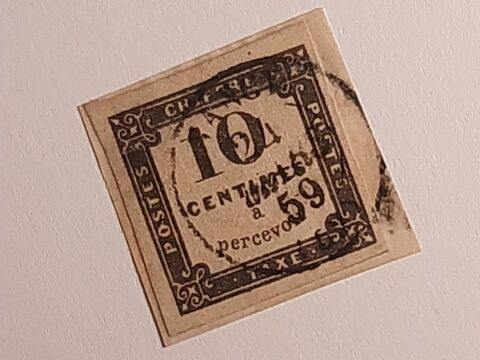 CHIFFRE
POSTES
POSTES
10
CENTIMES
à
percevoir
59
TAXE